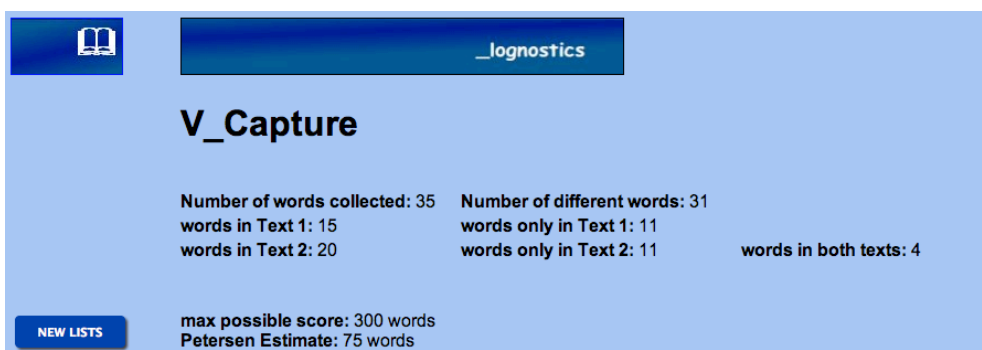 _lognostics
V_Capture
Number of words collected: 35 Number of different words: 31
words in Text 1: 15 words only in Text 1: 11
words in Text 2: 20 words only in Text 2: 11 words in both texts: 4
max possible score: 300 words
NEW LISTS
Petersen Estimate: 75 words